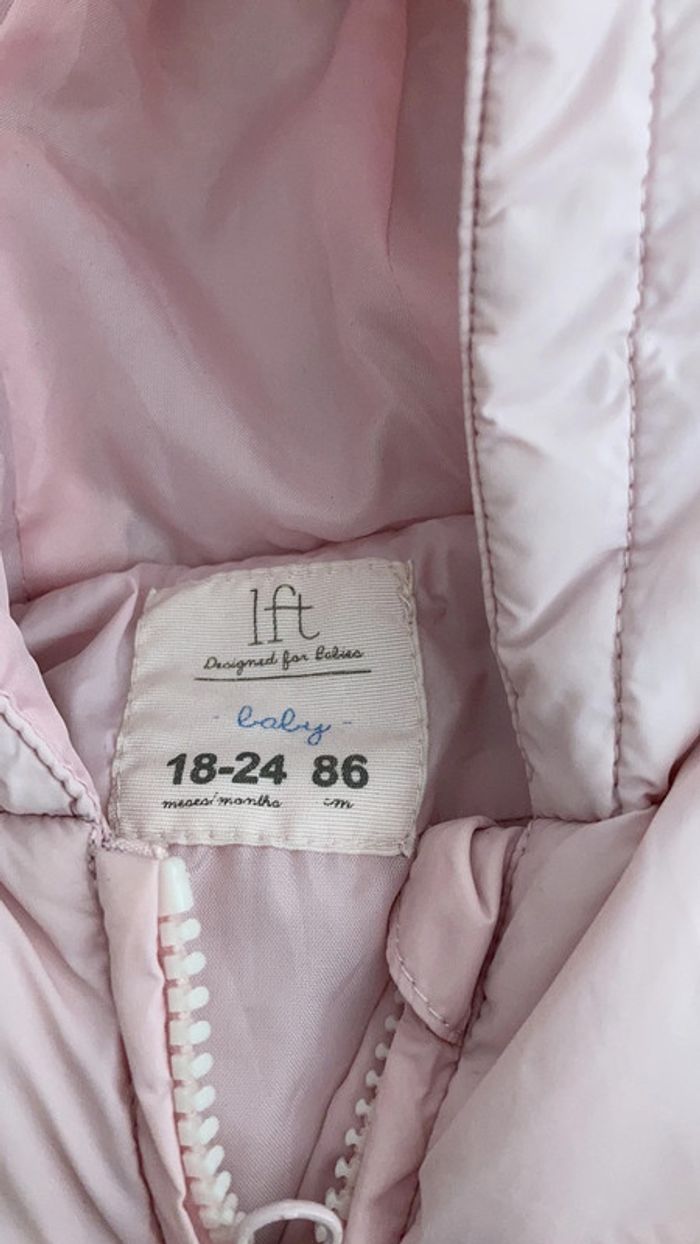 lft
Designed for Babies
- baby -
18-24 86
meses/months cm